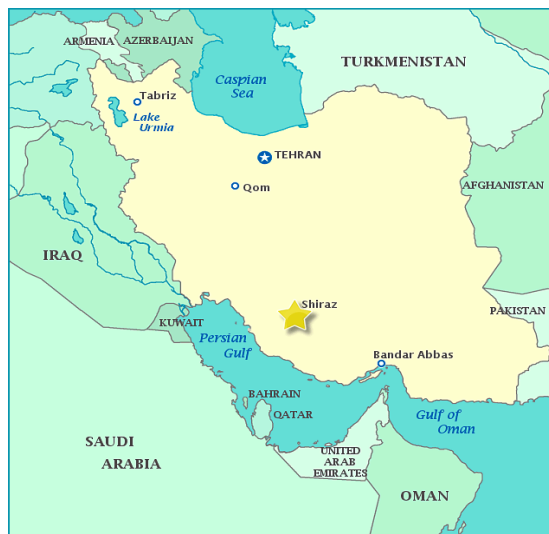 ARMENIA
AZERBAIJAN
TURKMENISTAN
Caspian
Sea
Tabriz
Lake
Urmia
TEHRAN
Qom
AFGHANISTAN
IRAQ
Shiraz
PAKISTAN
KUWAIT
Persian
Gulf
Bandar Abbas
BAHRAIN
QATAR
Gulf of
Oman
SAUDI
ARABIA
UNITED
ARAB
EMIRATES
OMAN